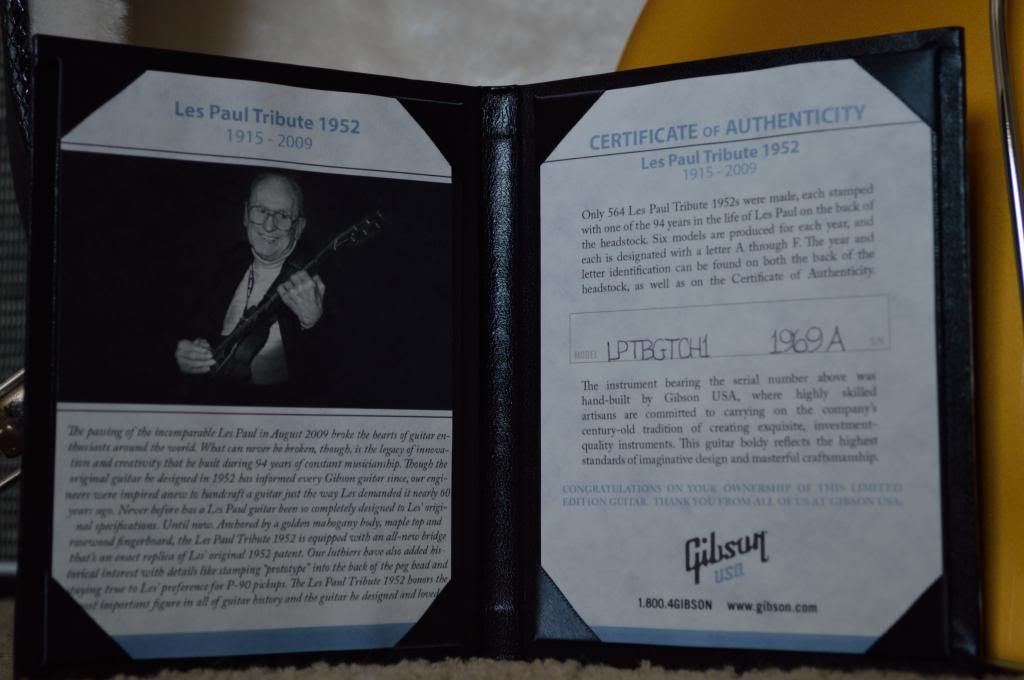 Les Paul Tribute 1952
1915 - 2009
The passing of the incomparable Les Paul in August 2009 broke the hearts of guitar en-
thusiasts around the world. What can never be broken, though, is the legacy of innova-
tion and creativity that he built during 94 years of constant musicianship. Though the
original guitar he designed in 1952 has informed every Gibson guitar since, our engi-
neers were inspired anew to handcraft a guitar just the way Les demanded it nearly 60
years ago. Never before has a Les Paul guitar been so completely designed to Les' origi-
nal specifications. Until now. Anchored by a golden mahogany body, maple top and
rosewood fingerboard, the Les Paul Tribute 1952 is equipped with an all-new bridge
that's an exact replica of Les' original 1952 patent. Our luthiers have also added his-
torical interest with details like stamping "prototype" into the back of the peg head and
staying true to Les' preference for P-90 pickups. The Les Paul Tribute 1952 honors the
most important figure in all of guitar history and the guitar he designed and loved
CERTIFICATE OF AUTHENTICITY
Les Paul Tribute 1952
1915 - 2009
Only 564 Les Paul Tribute 1952s were made, each stamped
with one of the 94 years in the life of Les Paul on the back of
the headstock. Six models are produced for each year, and
each is designated with a letter A through F. The year and
letter identification can be found on both the back of the
headstock, as well as on the Certificate of Authenticity.
MODEL LPTBGTCH1 1969 A S/N
The instrument bearing the serial number above was
hand-built by Gibson USA, where highly skilled
artisans are committed to carrying on the company's
century-old tradition of creating exquisite, investment-
quality instruments. This guitar boldy reflects the highest
standards of imaginative design and masterful craftsmanship.
CONGRATULATIONS ON YOUR OWNERSHIP OF THIS LIMITED
EDITION GUITAR. THANK YOU FROM ALL OF US AT GIBSON USA.
Gibson
USA
1.800.4GIBSON www.gibson.com